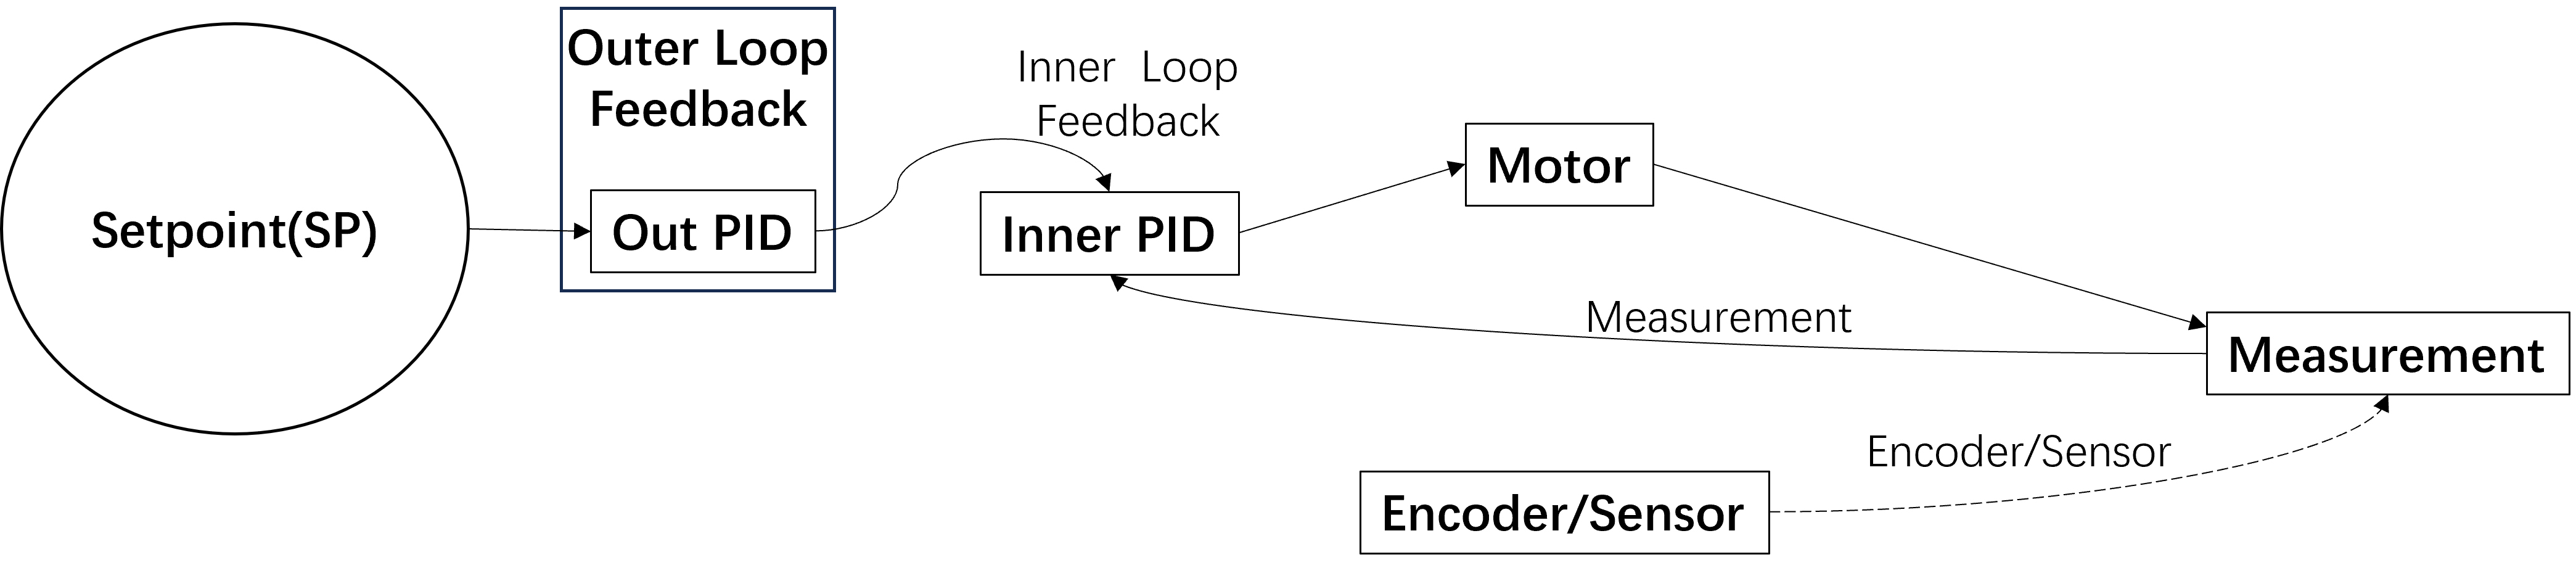 Outer Loop
Feedback
Inner Loop
Feedback
Setpoint(SP)
Out PID
Inner PID
Motor
Measurement
Measurement
Encoder/Sensor
Encoder/Sensor